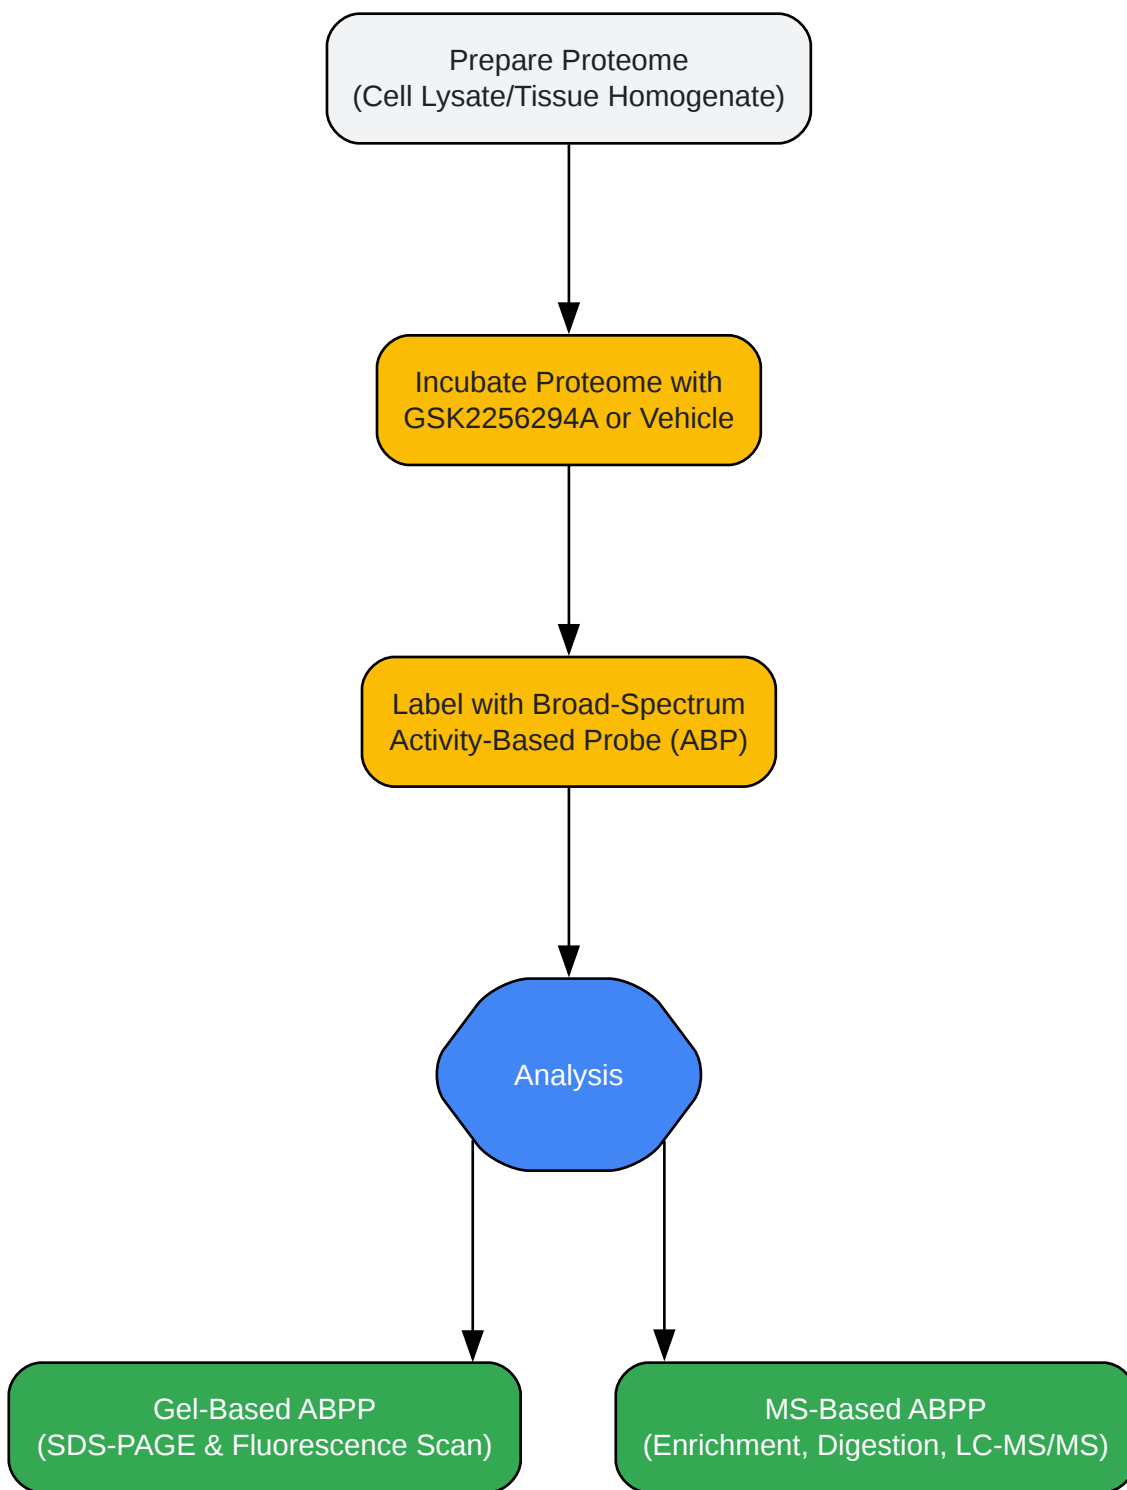 Prepare Proteome
(Cell Lysate/Tissue Homogenate)
Incubate Proteome with
GSK2256294A or Vehicle
Label with Broad-Spectrum
Activity-Based Probe (ABP)
Analysis
Gel-Based ABPP
(SDS-PAGE & Fluorescence Scan)
MS-Based ABPP
(Enrichment, Digestion, LC-MS/MS)